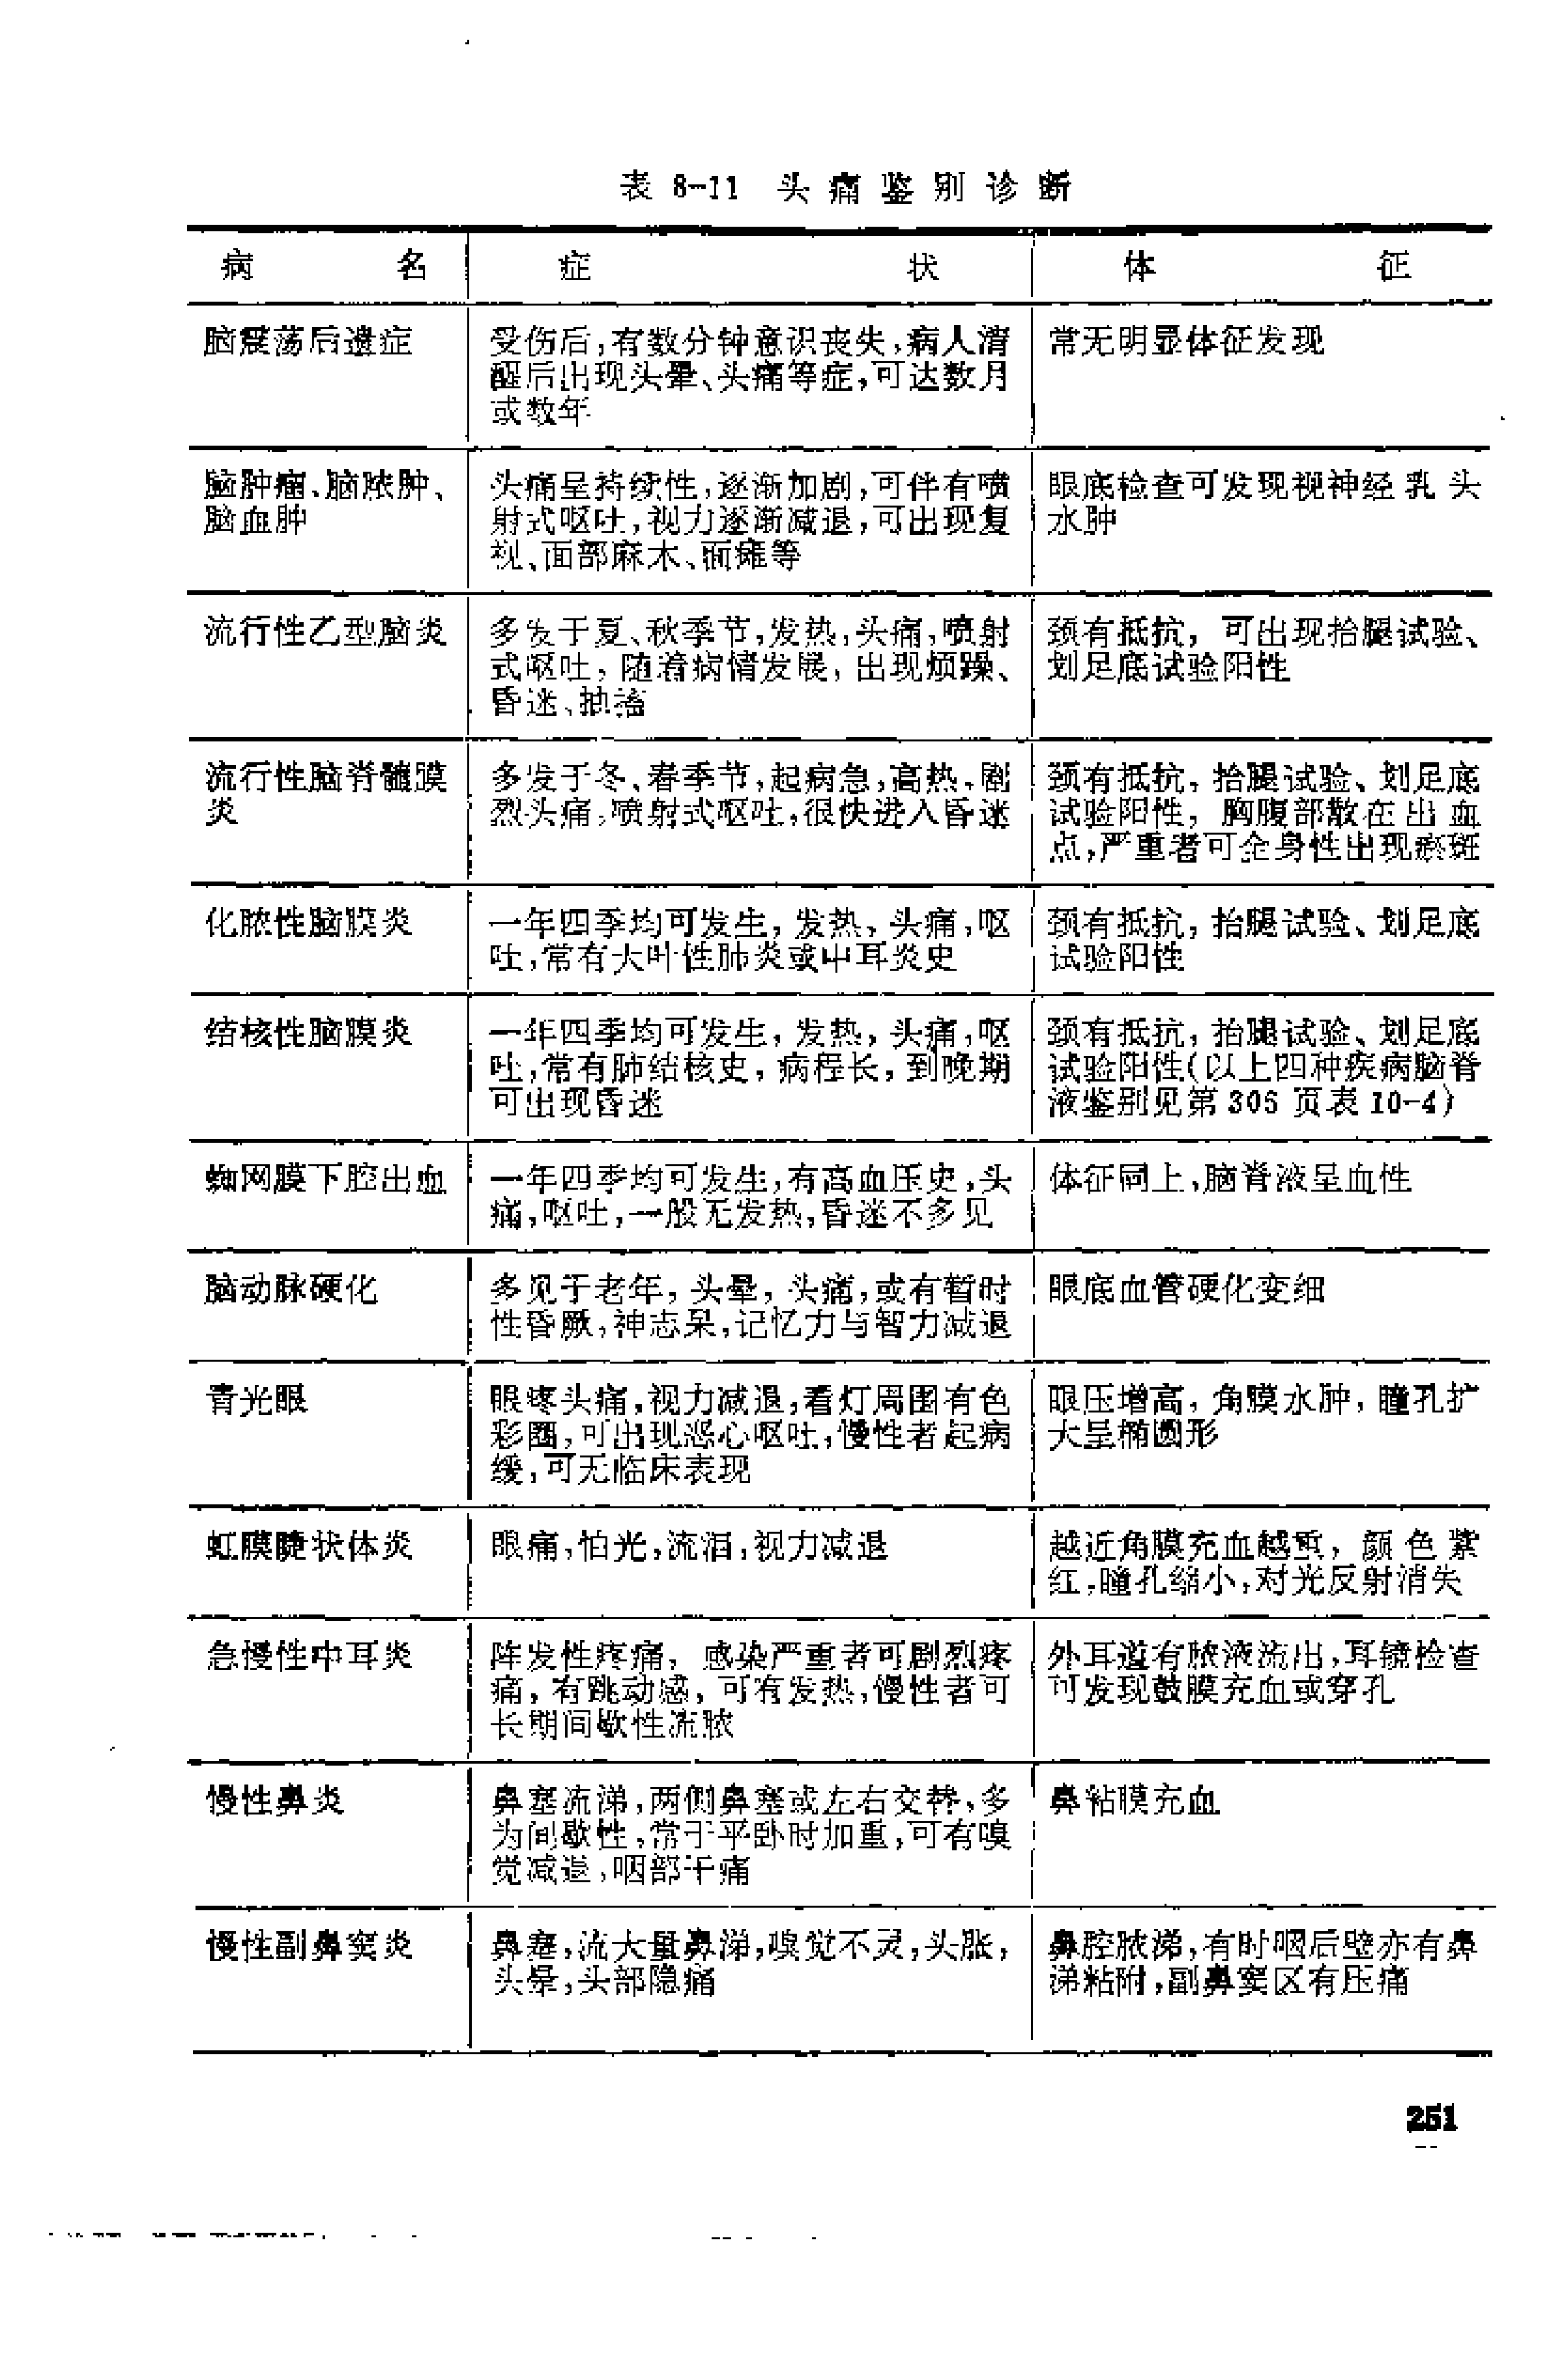 表 8-11 头痛鉴别诊断
病名 症状 体征
脑震荡后遗症
受伤后,有数分钟意识丧失,病人清
醒后出现头晕、头痛等症,可达数月
或数年
常无明显体征发现
脑肿瘤、脑脓肿、
脑血肿
头痛呈持续性,逐渐加剧,可伴有喷
射式呕吐,视力逐渐减退,可出现复
视、面部麻木、面瘫等
眼底检查可发现视神经乳头
水肿
流行性乙型脑炎
多发于夏、秋季节,发热,头痛,喷射
式呕吐,随着病情发展,出现烦躁、
昏迷、抽搐
颈有抵抗,可出现抬腿试验、
划足底试验阳性
流行性脑脊髓膜
炎
多发于冬、春季节,起病急,高热,剧
烈头痛,喷射式呕吐,很快进入昏迷
颈有抵抗,抬腿试验、划足底
试验阳性,胸腹部散在出血
点,严重者可全身性出现瘀斑
化脓性脑膜炎
一年四季均可发生,发热,头痛,呕
吐,常有大叶性肺炎或中耳炎史
颈有抵抗,抬腿试验、划足底
试验阳性
结核性脑膜炎
一年四季均可发生,发热,头痛,呕
吐,常有肺结核史,病程长,到晚期
可出现昏迷
颈有抵抗,抬腿试验、划足底
试验阳性(以上四种疾病脑脊
液鉴别见第 306 页表 10-4)
蜘网膜下腔出血
一年四季均可发生,有高血压史,头
痛,呕吐,一般无发热,昏迷不多见
体征同上,脑脊液呈血性
脑动脉硬化
多见于老年,头晕,头痛,或有暂时
性昏厥,神志呆,记忆力与智力减退
眼底血管硬化变细
青光眼
眼疼头痛,视力减退,看灯周围有色
彩圈,可出现恶心呕吐,慢性者起病
缓,可无临床表现
眼压增高,角膜水肿,瞳孔扩
大呈椭圆形
虹膜睫状体炎
眼痛,怕光,流泪,视力减退
越近角膜充血越重,颜色紫
红,瞳孔缩小,对光反射消失
急慢性中耳炎
阵发性疼痛,感染严重者可剧烈疼
痛,有跳动感,可有发热,慢性者可
长期间歇性流脓
外耳道有脓液流出,耳镜检查
可发现鼓膜充血或穿孔
慢性鼻炎
鼻塞流涕,两侧鼻塞或左右交替,多
为间歇性,常于平卧时加重,可有嗅
觉减退,咽部干痛
鼻粘膜充血
慢性副鼻窦炎
鼻塞,流大量鼻涕,嗅觉不灵,头胀,
头晕,头部隐痛
鼻腔脓涕,有时咽后壁亦有鼻
涕粘附,副鼻窦区有压痛
251